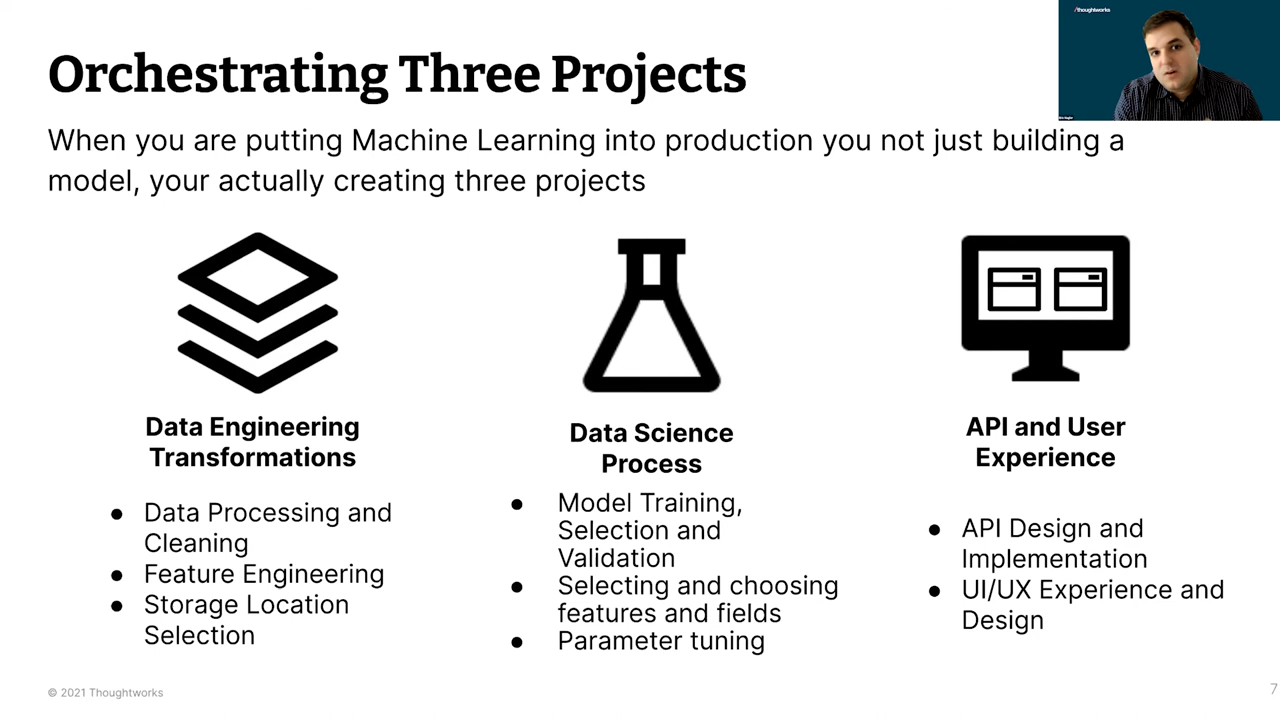 /thoughtworks
Orchestrating Three Projects
When you are putting Machine Learning into production you not just building a
model, your actually creating three projects
Data Engineering
Transformations
● Data Processing and
Cleaning
● Feature Engineering
● Storage Location
Selection
Data Science
Process
● Model Training,
Selection and
Validation
● Selecting and choosing
features and fields
● Parameter tuning
API and User
Experience
● API Design and
Implementation
● UI/UX Experience and
Design
© 2021 Thoughtworks
7